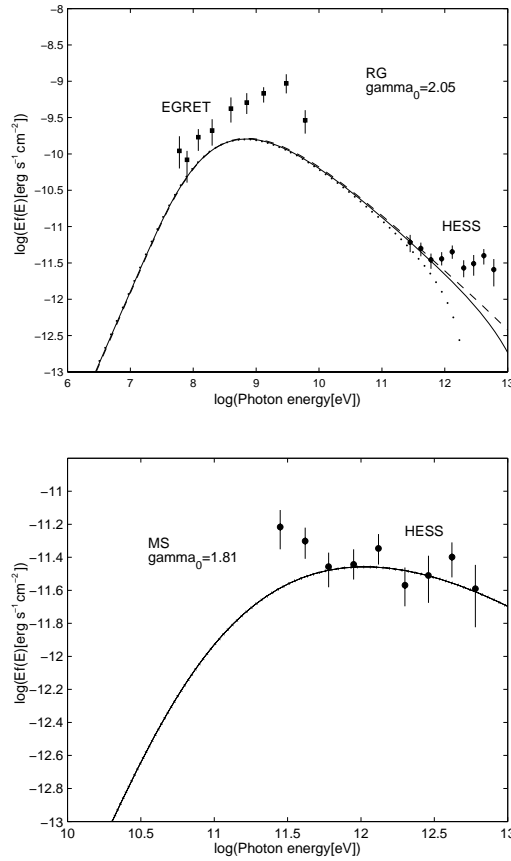 −8
−8.5
−9
RG
gamma0=2.05
EGRET
−9.5
−10
−10.5
−11
HESS
−11.5
−12
−12.5
−13
log(Ef(E)[erg s−1 cm−2])
6 7 8 9 10 11 12 13
log(Photon energy[eV])
−11
−11.2
MS
gamma0=1.81
HESS
−11.4
−11.6
−11.8
−12
−12.2
−12.4
−12.6
−12.8
−13
log(Ef(E)[erg s−1 cm−2])
10 10.5 11 11.5 12 12.5 13
log(Photon energy[eV])